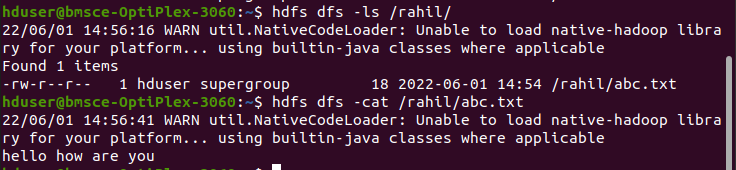 hduser@bmsce-OptiPlex-3060:~$ hdfs dfs -ls /rahil/
22/06/01 14:56:16 WARN util.NativeCodeLoader: Unable to load native-hadoop libra
ry for your platform... using builtin-java classes where applicable
Found 1 items
-rw-r--r--   1 hduser supergroup         18 2022-06-01 14:54 /rahil/abc.txt
hduser@bmsce-OptiPlex-3060:~$ hdfs dfs -cat /rahil/abc.txt
22/06/01 14:56:41 WARN util.NativeCodeLoader: Unable to load native-hadoop libra
ry for your platform... using builtin-java classes where applicable
hello how are you